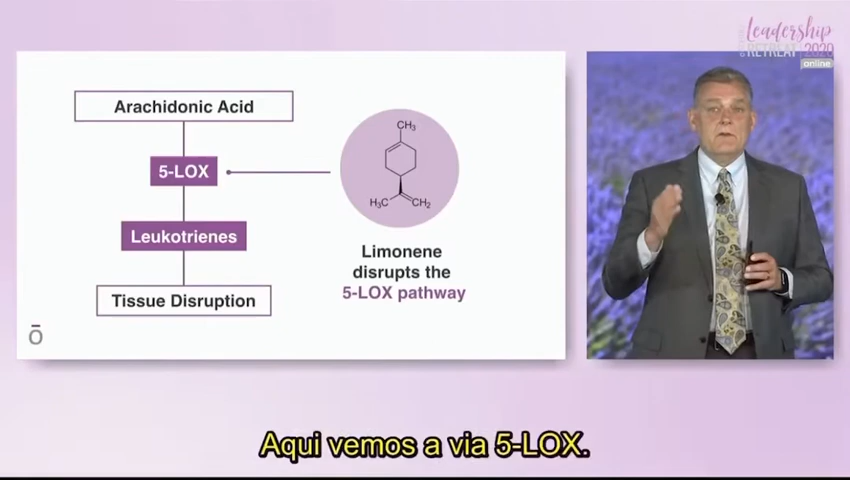 Leadership
RETREAT 2020
online
Arachidonic Acid
5-LOX
Leukotrienes
Tissue Disruption
CH₃
H₃C
CH₂
Limonene
disrupts the
5-LOX pathway
Ō
Aqui vemos a via 5-LOX.